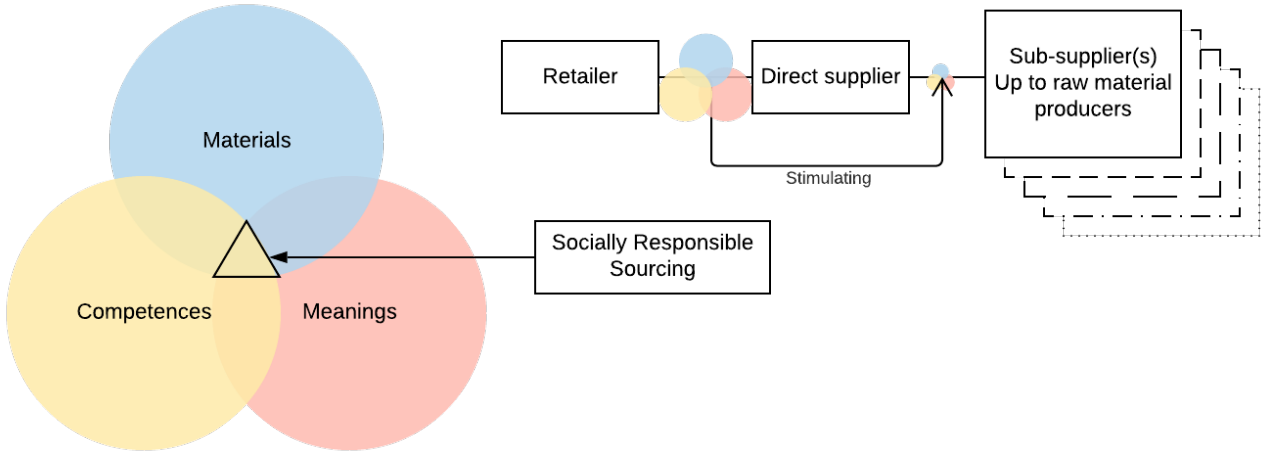 Materials
Competences
Meanings
Socially Responsible
Sourcing
Retailer
Direct supplier
Stimulating
Sub-supplier(s)
Up to raw material
producers